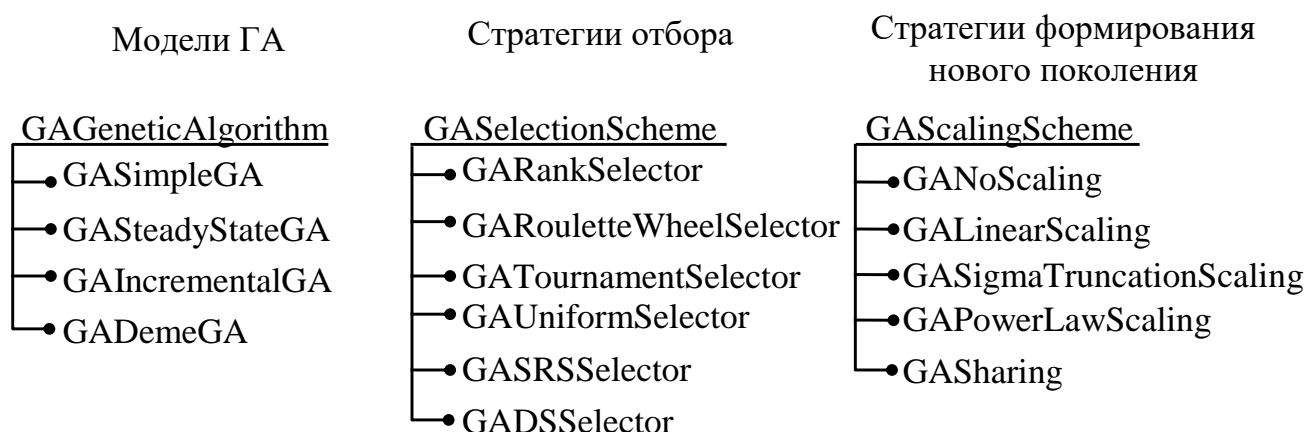 Модели ГА
GAGeneticAlgorithm
GASimpleGA
GASteadyStateGA
GAIncrementalGA
GADemeGA
Стратегии отбора
GASelectionScheme
GARankSelector
GARouletteWheelSelector
GATournamentSelector
GAUniformSelector
GASRSSelector
GADSSelector
Стратегии формирования
нового поколения
GAScalingScheme
GANoScaling
GALinearScaling
GASigmaTruncationScaling
GAPowerLawScaling
GASharing